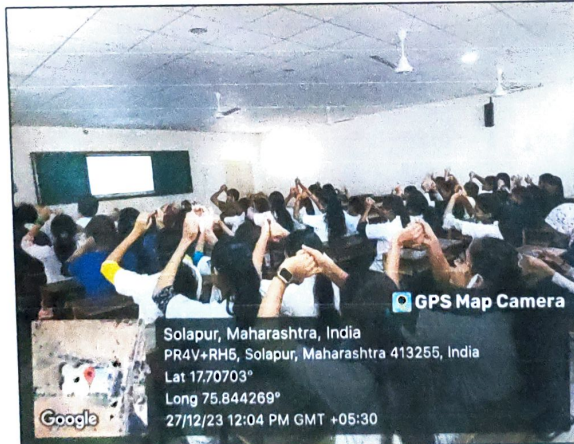 GPS Map Camera
Solapur, Maharashtra, India
PR4V+RH5, Solapur, Maharashtra 413255, India
Lat 17.70703°
Long 75.844269°
27/12/23 12:04 PM GMT +05:30
Google